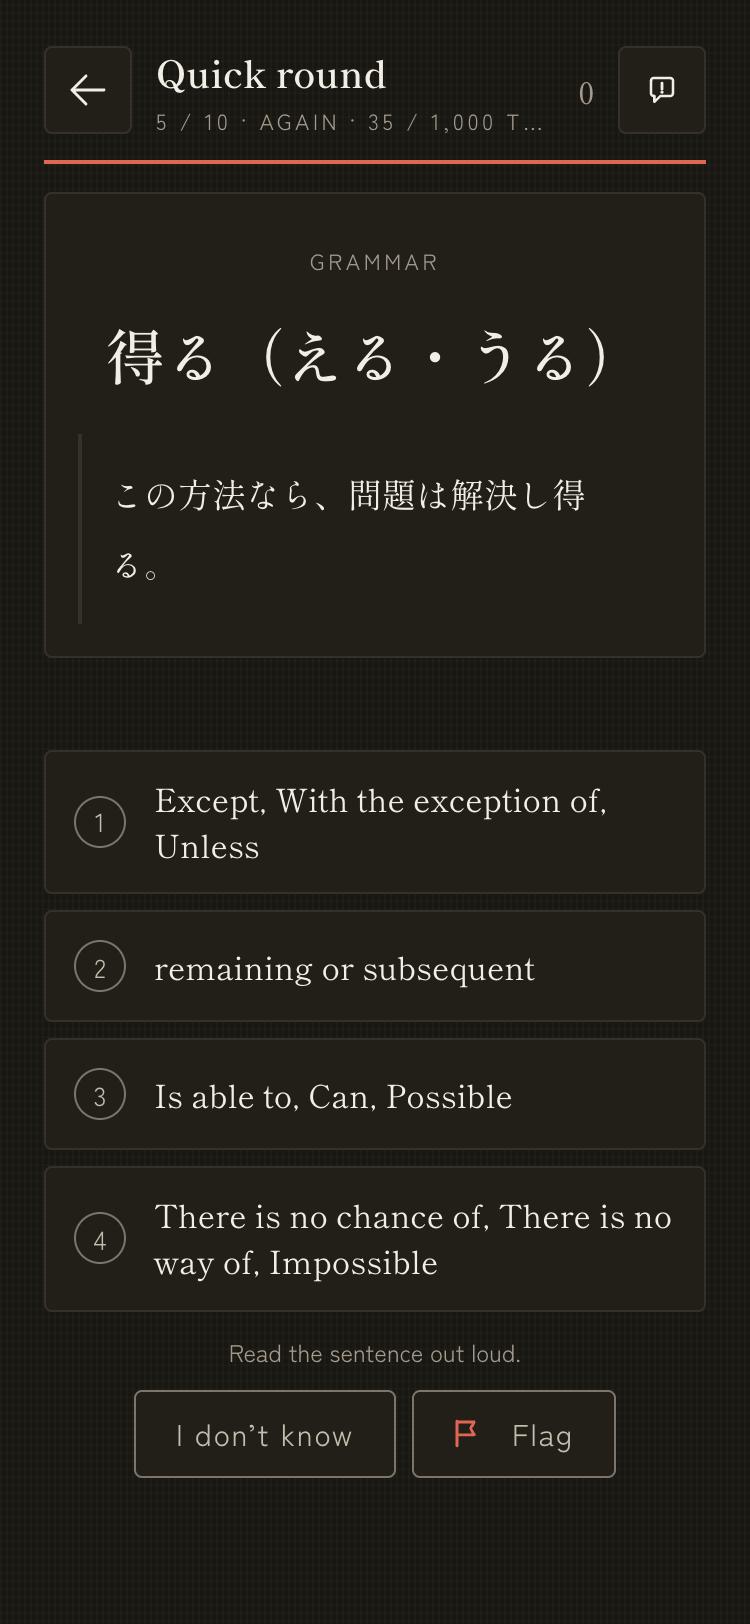 Quick round
5 / 10 · AGAIN · 35 / 1,000 T…
0
GRAMMAR
得る（える・うる）
この方法なら、問題は解決し得
る。
1
Except, With the exception of,
Unless
2
remaining or subsequent
3
Is able to, Can, Possible
4
There is no chance of, There is no
way of, Impossible
Read the sentence out loud.
I don’t know
Flag